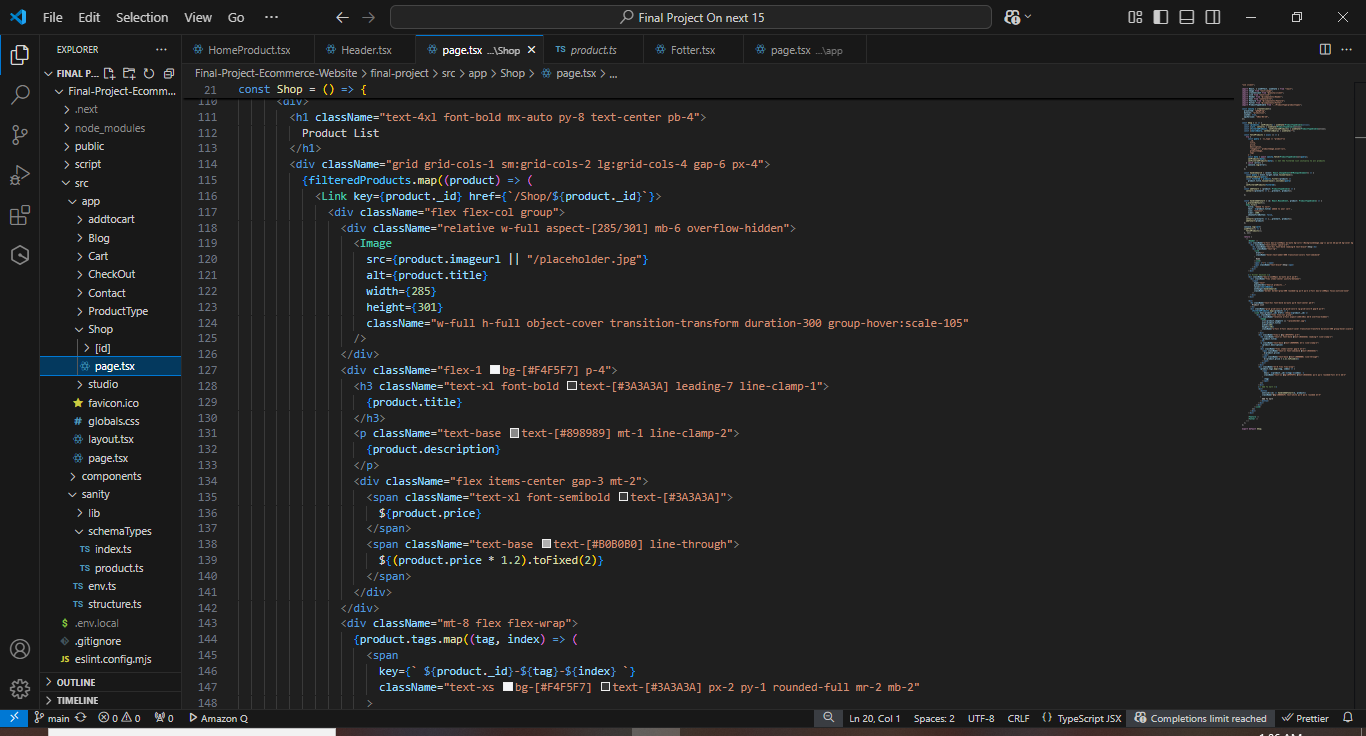 File Edit Selection View Go ··· Final Project On next 15
EXPLORER ··· HomeProduct.tsx Header.tsx page.tsx ...\Shop TS product.ts Fotter.tsx page.tsx ...\app
FINAL P...
Final-Project-Ecomm...
.next
node_modules
public
script
src
app
addtocart
Blog
Cart
CheckOut
Contact
ProductType
Shop
[id]
page.tsx
studio
favicon.ico
# globals.css
layout.tsx
page.tsx
components
sanity
lib
schemaTypes
TS index.ts
TS product.ts
TS env.ts
TS structure.ts
$ .env.local
.gitignore
JS eslint.config.mjs
OUTLINE
TIMELINE
Final-Project-Ecommerce-Website > final-project > src > app > Shop > page.tsx > ...
21 const Shop = () => {
110 <div>
111 <h1 className="text-4xl font-bold mx-auto py-8 text-center pb-4">
112 Product List
113 </h1>
114 <div className="grid grid-cols-1 sm:grid-cols-2 lg:grid-cols-4 gap-6 px-4">
115 {filteredProducts.map((product) => (
116 <Link key={product._id} href={`/Shop/${product._id}`}>
117 <div className="flex flex-col group">
118 <div className="relative w-full aspect-[285/301] mb-6 overflow-hidden">
119 <Image
120 src={product.imageurl || "/placeholder.jpg"}
121 alt={product.title}
122 width={285}
123 height={301}
124 className="w-full h-full object-cover transition-transform duration-300 group-hover:scale-105"
125 />
126 </div>
127 <div className="flex-1 bg-[#F4F5F7] p-4">
128 <h3 className="text-xl font-bold text-[#3A3A3A] leading-7 line-clamp-1">
129 {product.title}
130 </h3>
131 <p className="text-base text-[#898989] mt-1 line-clamp-2">
132 {product.description}
133 </p>
134 <div className="flex items-center gap-3 mt-2">
135 <span className="text-xl font-semibold text-[#3A3A3A]">
136 ${product.price}
137 </span>
138 <span className="text-base text-[#B0B0B0] line-through">
139 ${(product.price * 1.2).toFixed(2)}
140 </span>
141 </div>
142 </div>
143 <div className="mt-8 flex flex-wrap">
144 {product.tags.map((tag, index) => (
145 <span
146 key={` ${product._id}-${tag}-${index} `}
147 className="text-xs bg-[#F4F5F7] text-[#3A3A3A] px-2 py-1 rounded-full mr-2 mb-2"
148 >
main 0 0 0 Amazon Q Ln 20, Col 1 Spaces: 2 UTF-8 CRLF {} TypeScript JSX Completions limit reached Prettier